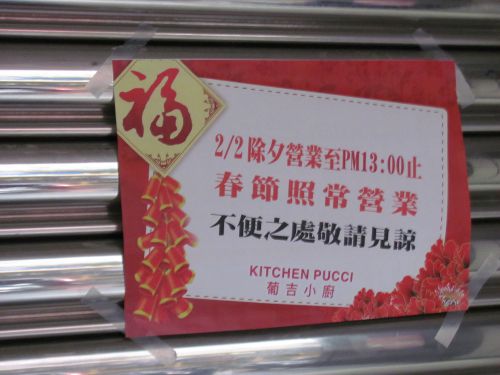 福
2/2除夕營業至PM13:00止
春節照常營業
不便之處敬請見諒
KITCHEN PUCCI
葡吉小廚